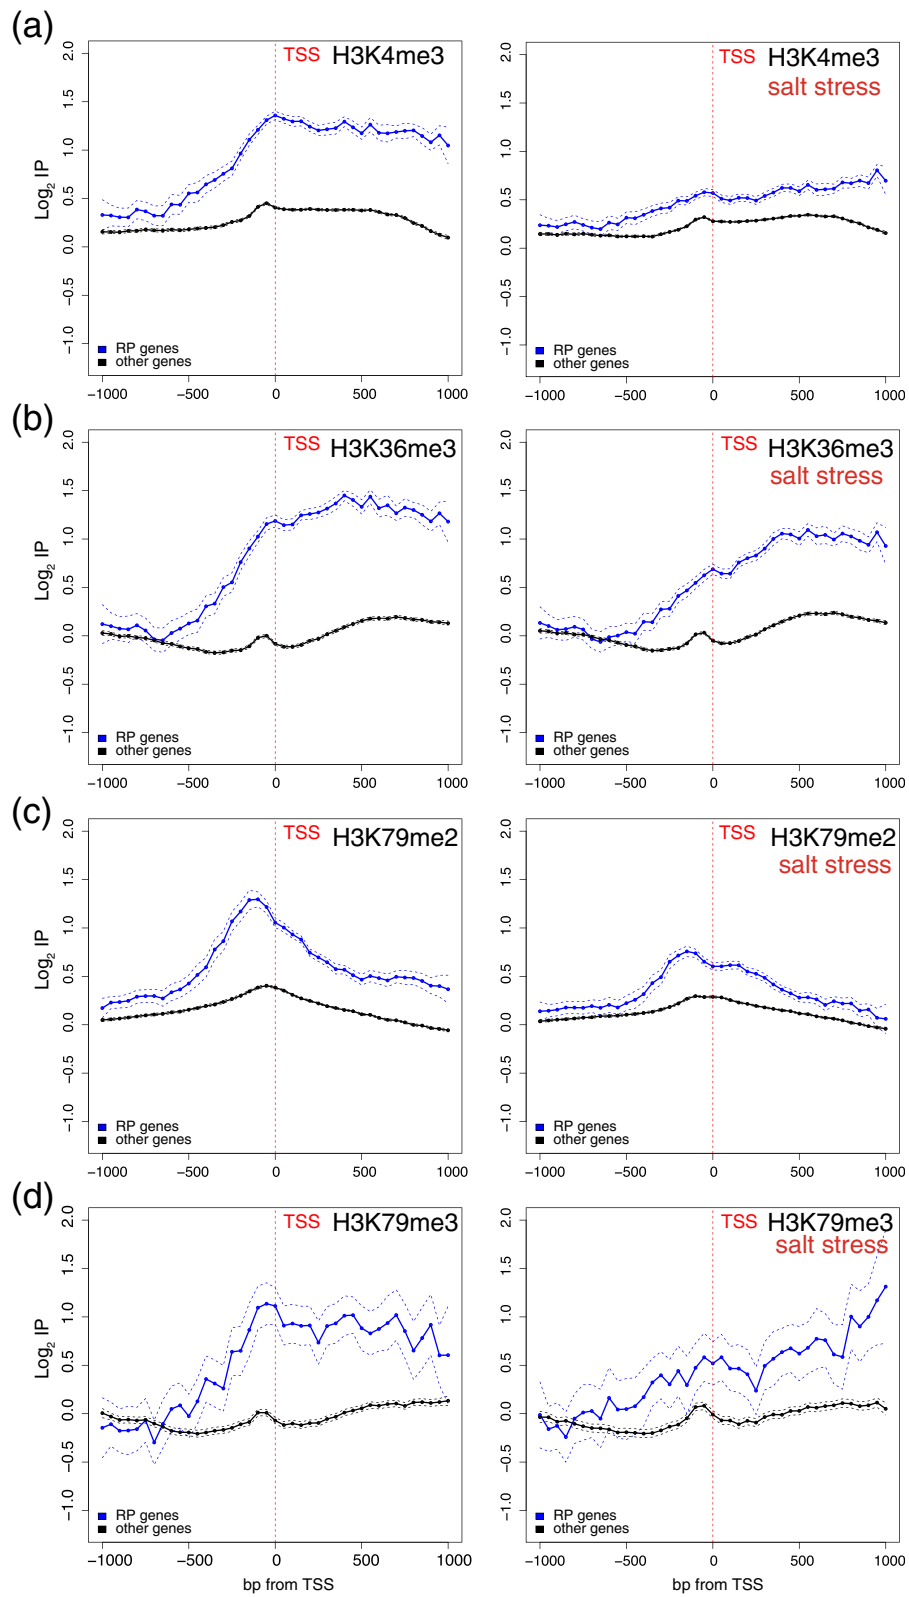 (a)
TSS H3K4me3
Log2 IP
2.0
1.5
1.0
0.5
0.0
−0.5
−1.0
RP genes
other genes
−1000 −500 0 500 1000
TSS H3K4me3
salt stress
2.0
1.5
1.0
0.5
0.0
−0.5
−1.0
RP genes
other genes
−1000 −500 0 500 1000
(b)
TSS H3K36me3
Log2 IP
2.0
1.5
1.0
0.5
0.0
−0.5
−1.0
RP genes
other genes
−1000 −500 0 500 1000
TSS H3K36me3
salt stress
2.0
1.5
1.0
0.5
0.0
−0.5
−1.0
RP genes
other genes
−1000 −500 0 500 1000
(c)
TSS H3K79me2
Log2 IP
2.0
1.5
1.0
0.5
0.0
−0.5
−1.0
RP genes
other genes
−1000 −500 0 500 1000
TSS H3K79me2
salt stress
2.0
1.5
1.0
0.5
0.0
−0.5
−1.0
RP genes
other genes
−1000 −500 0 500 1000
(d)
TSS H3K79me3
Log2 IP
2.0
1.5
1.0
0.5
0.0
−0.5
−1.0
RP genes
other genes
−1000 −500 0 500 1000
bp from TSS
TSS H3K79me3
salt stress
2.0
1.5
1.0
0.5
0.0
−0.5
−1.0
RP genes
other genes
−1000 −500 0 500 1000
bp from TSS